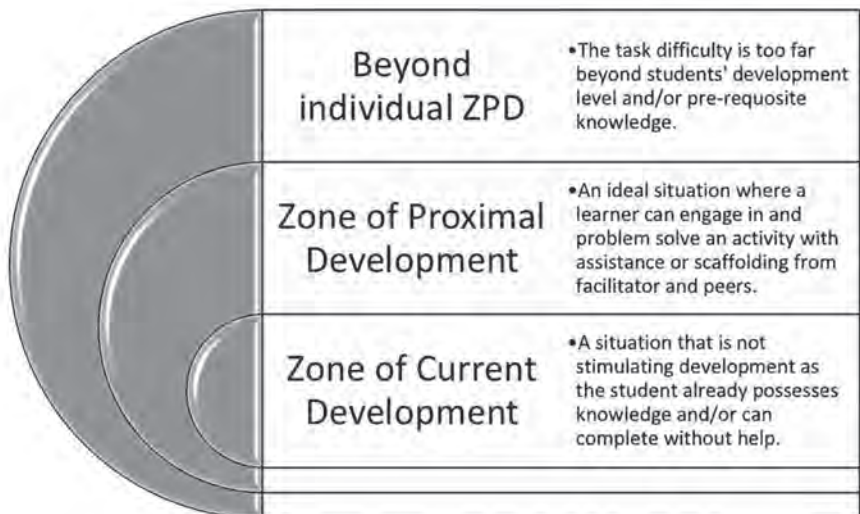 Beyond
individual ZPD
•The task difficulty is too far
beyond students' development
level and/or pre-requosite
knowledge.
Zone of Proximal
Development
•An ideal situation where a
learner can engage in and
problem solve an activity with
assistance or scaffolding from
facilitator and peers.
Zone of Current
Development
•A situation that is not
stimulating development as
the student already possesses
knowledge and/or can
complete without help.